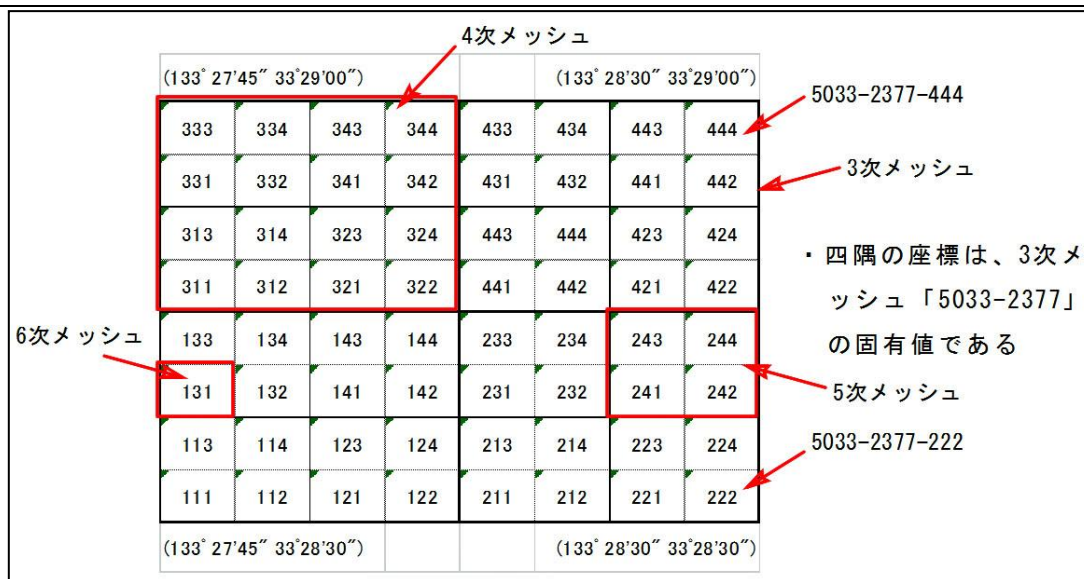 4次メッシュ
(133°27'45″ 33°29'00″) (133°28'30″ 33°29'00″)
5033-2377-444
333 334 343 344 433 434 443 444
3次メッシュ
331 332 341 342 431 432 441 442
313 314 323 324 443 444 423 424
・四隅の座標は、3次メ
ッシュ「5033-2377」
の固有値である
311 312 321 322 441 442 421 422
6次メッシュ
133 134 143 144 233 234 243 244
131 132 141 142 231 232 241 242
5次メッシュ
113 114 123 124 213 214 223 224
5033-2377-222
111 112 121 122 211 212 221 222
(133°27'45″ 33°28'30″) (133°28'30″ 33°28'30″)